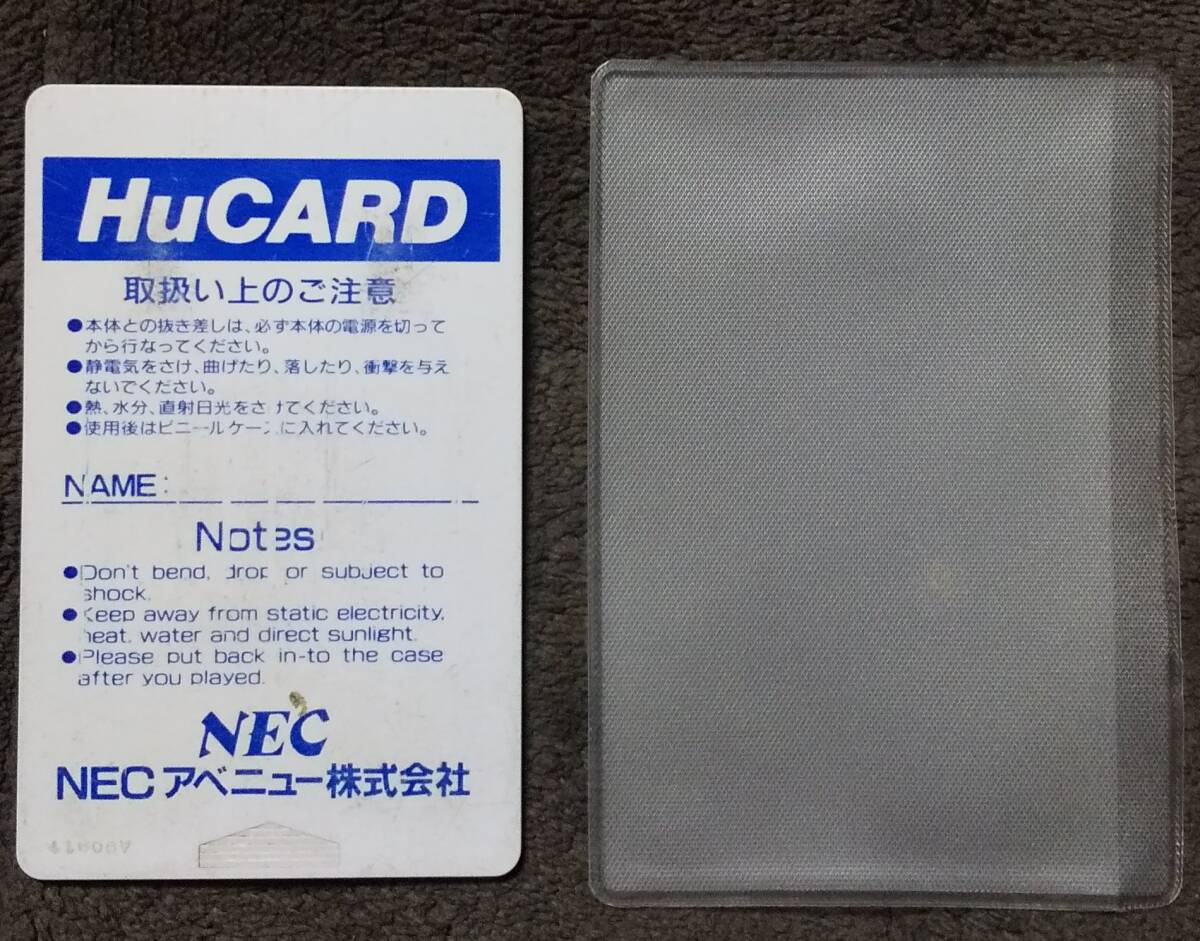 HuCARD
取扱い上のご注意
●本体との抜き差しは、必ず本体の電源を切って
から行なってください。
●静電気をさけ、曲げたり、落したり、衝撃を与え
ないでください。
●熱、水分、直射日光をさけてください。
●使用後はビニールケースに入れてください。
NAME:
Notes
●Don't bend, drop or subject to
shock.
●Keep away from static electricity,
heat, water and direct sunlight.
●Please put back in-to the case
after you played.
NEC
NECアベニュー株式会社